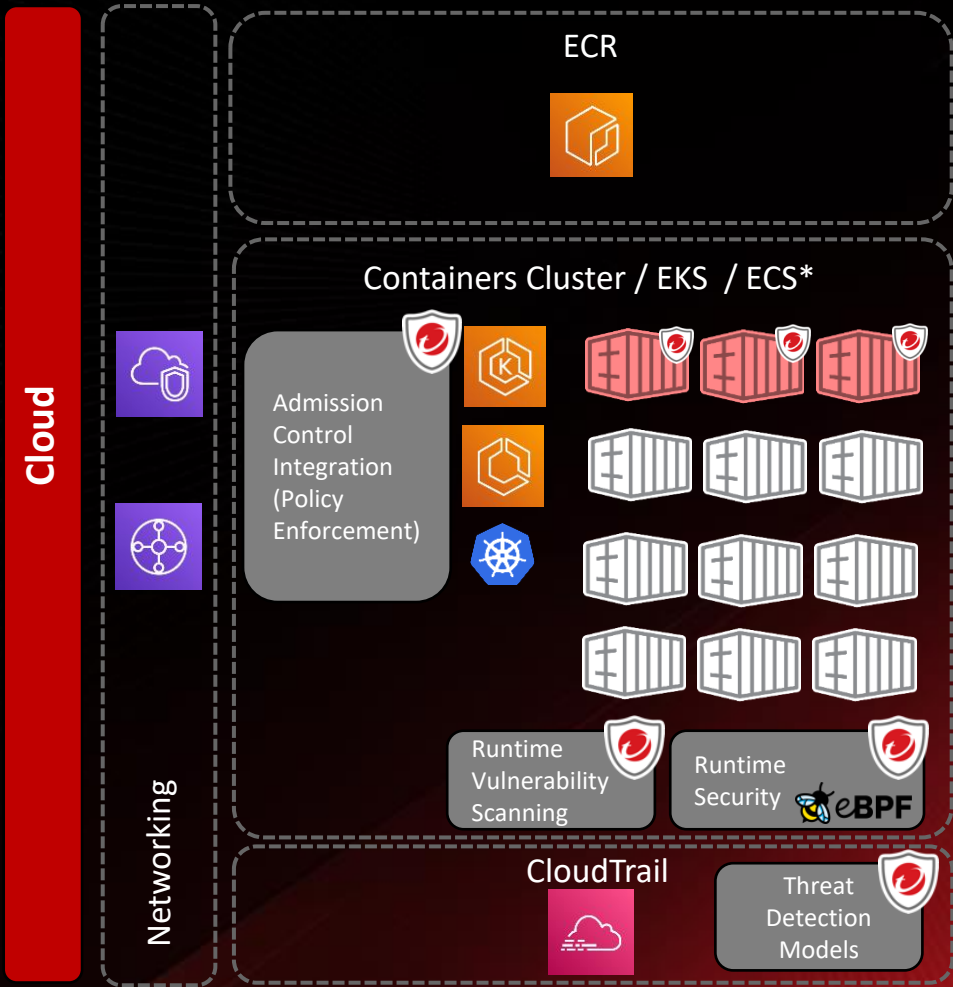 Cloud
Networking
ECR
Containers Cluster / EKS / ECS*
Admission
Control
Integration
(Policy
Enforcement)
K
Runtime
Vulnerability
Scanning
Runtime
Security
eBPF
CloudTrail
Threat
Detection
Models